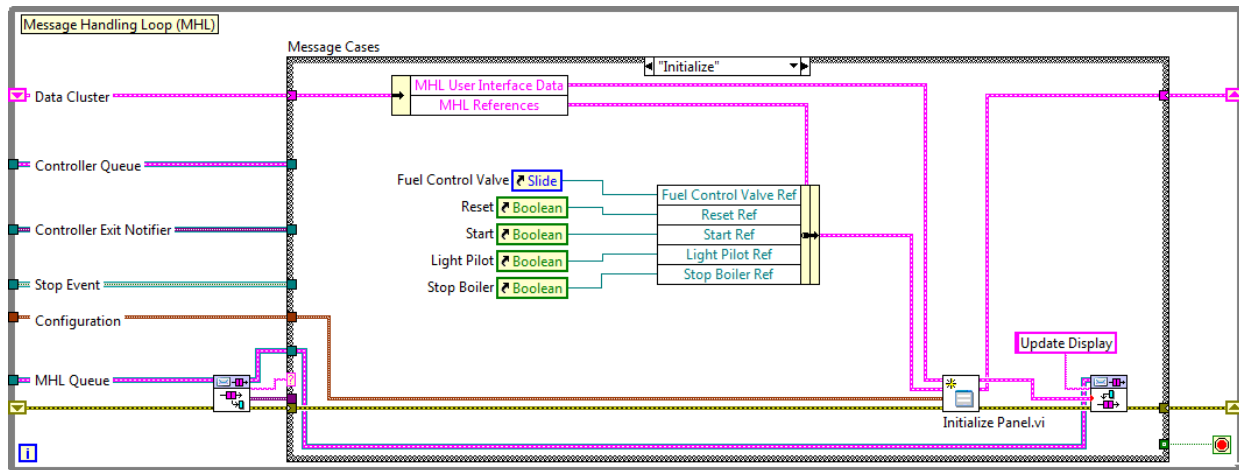 Message Handling Loop (MHL)
Message Cases
"Initialize"
Data Cluster
MHL User Interface Data
MHL References
Controller Queue
Fuel Control Valve
Slide
Fuel Control Valve Ref
Reset
Boolean
Reset Ref
Start
Boolean
Start Ref
Light Pilot
Boolean
Light Pilot Ref
Stop Boiler
Boolean
Stop Boiler Ref
Controller Exit Notifier
Stop Event
Configuration
MHL Queue
?
Update Display
Initialize Panel.vi
i